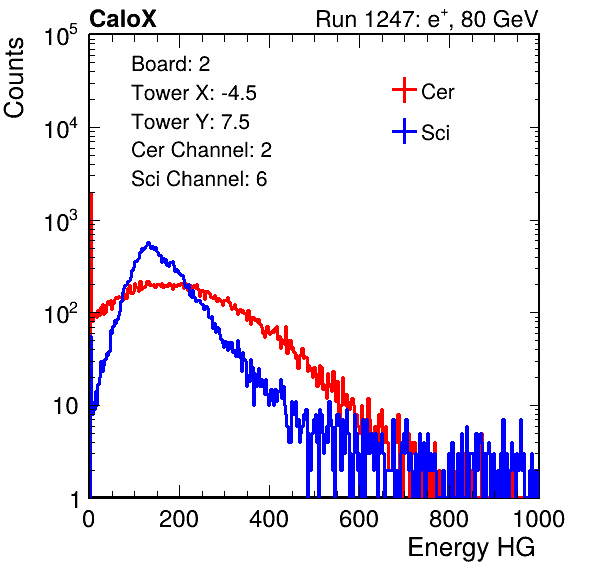 CaloX Run 1247: e⁺, 80 GeV
Counts
10⁵
10⁴
10³
10²
10
1
Board: 2
Tower X: -4.5
Tower Y: 7.5
Cer Channel: 2
Sci Channel: 6
Cer
Sci
0 200 400 600 800 1000
Energy HG